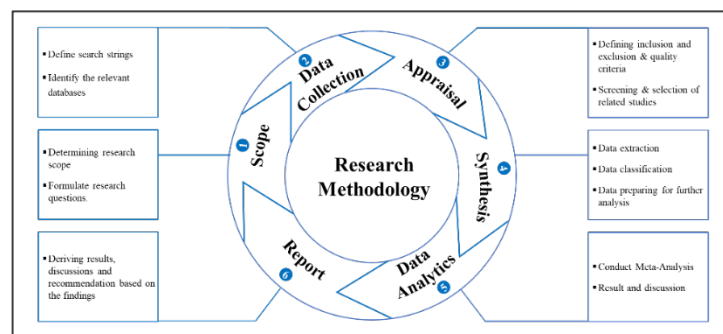 ▪ Define search strings
▪ Identify the relevant
databases
▪ Determining research
scope
▪ Formulate research
questions.
▪ Deriving results,
discussions and
recommendation based on
the findings
1
Scope
2
Data
Collection
3
Appraisal
4
Synthesis
5
Data
Analytics
6
Report
Research
Methodology
▪ Defining inclusion and
exclusion & quality
criteria
▪ Screening & selection of
related studies
▪ Data extraction
▪ Data classification
▪ Data preparing for further
analysis
▪ Conduct Meta-Analysis
▪ Result and discussion